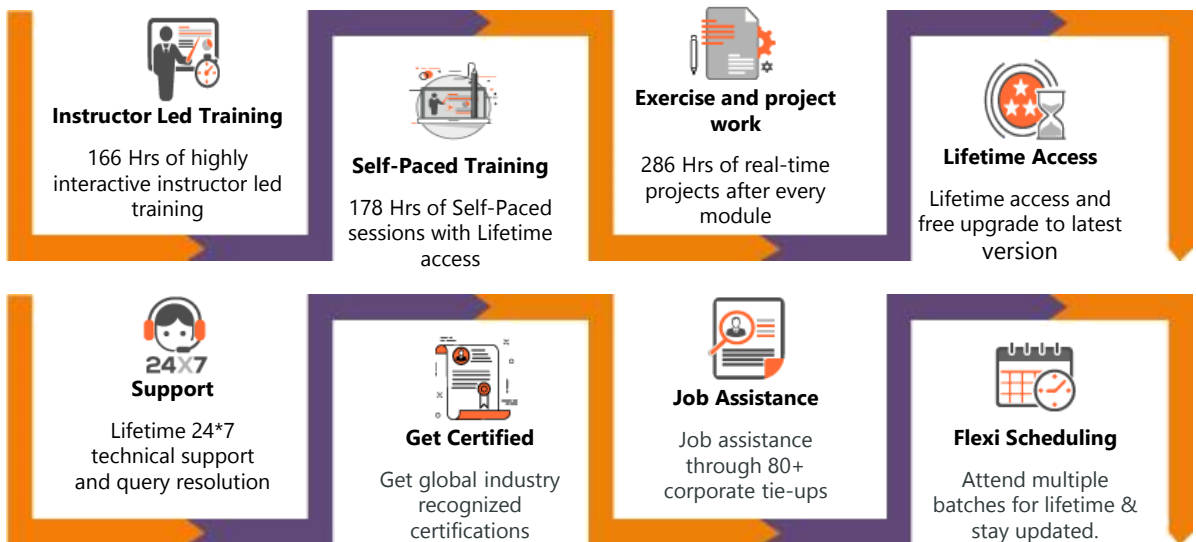 Instructor Led Training
166 Hrs of highly
interactive instructor led
training
Self-Paced Training
178 Hrs of Self-Paced
sessions with Lifetime
access
Exercise and project
work
286 Hrs of real-time
projects after every
module
Lifetime Access
Lifetime access and
free upgrade to latest
version
24X7
Support
Lifetime 24*7
technical support
and query resolution
Get Certified
Get global industry
recognized
certifications
Job Assistance
Job assistance
through 80+
corporate tie-ups
Flexi Scheduling
Attend multiple
batches for lifetime &
stay updated.